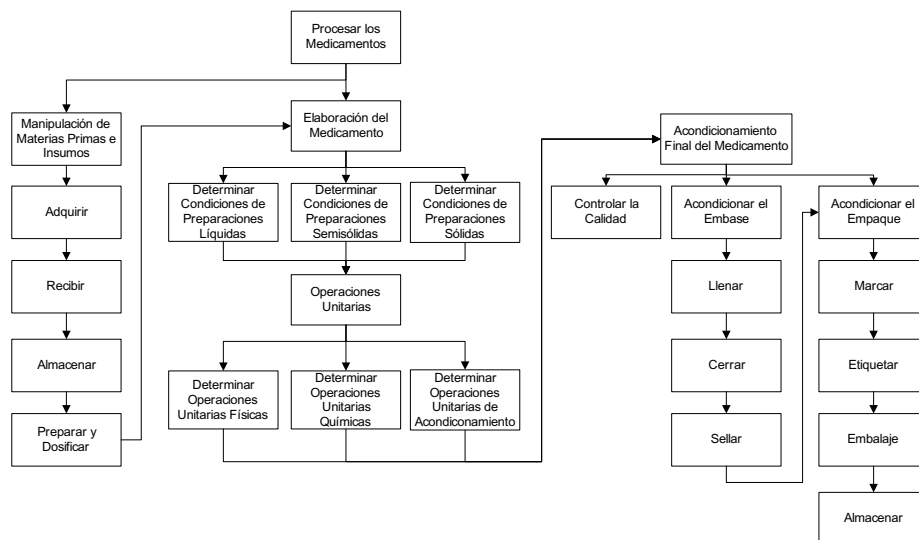 Procesar los
Medicamentos
Manipulación de
Materias Primas e
Insumos
Adquirir
Recibir
Almacenar
Preparar y
Dosificar
Elaboración del
Medicamento
Determinar
Condiciones de
Preparaciones
Líquidas
Determinar
Condiciones de
Preparaciones
Semisólidas
Determinar
Condiciones de
Preparaciones
Sólidas
Operaciones
Unitarias
Determinar
Operaciones
Unitarias Físicas
Determinar
Operaciones
Unitarias
Químicas
Determinar
Operaciones
Unitarias de
Acondiconamiento
Acondicionamiento
Final del Medicamento
Controlar la
Calidad
Acondicionar el
Embase
Llenar
Cerrar
Sellar
Acondicionar el
Empaque
Marcar
Etiquetar
Embalaje
Almacenar